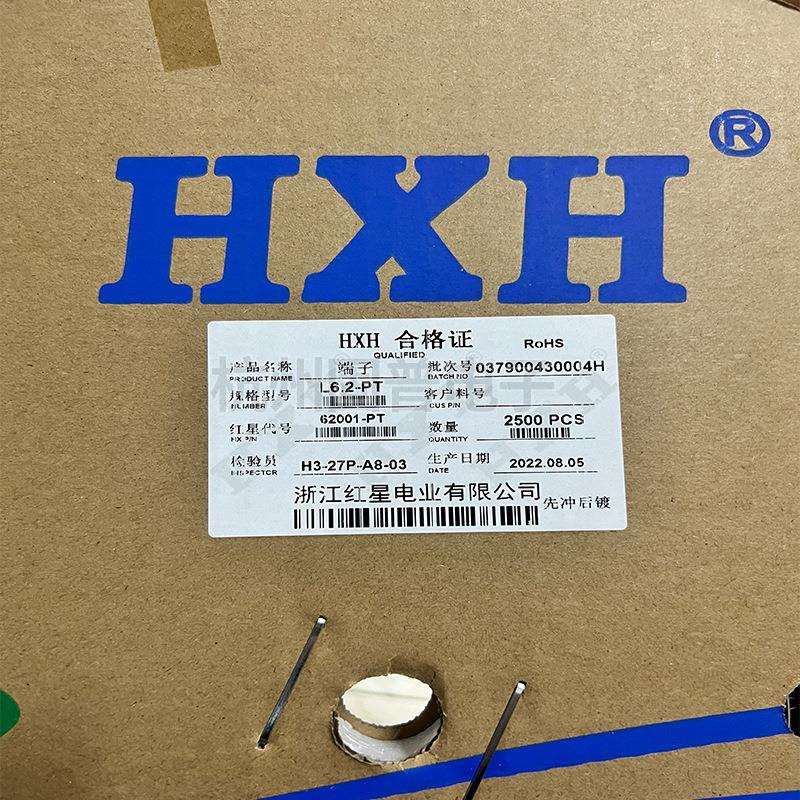 HXH®
HXH 合格证 RoHS
QUALIFIED
产品名称 端子 批次号 037900430004H
PRODUCT NAME BATCH NO
规格型号 L6.2-PT 客户料号
NUMBER CUS P/N
红星代号 62001-PT 数量 2500 PCS
HX P/N QUANTITY
检验员 H3-27P-A8-03 生产日期 2022.08.05
INSPECTOR DATE
浙江红星电业有限公司
先冲后镀